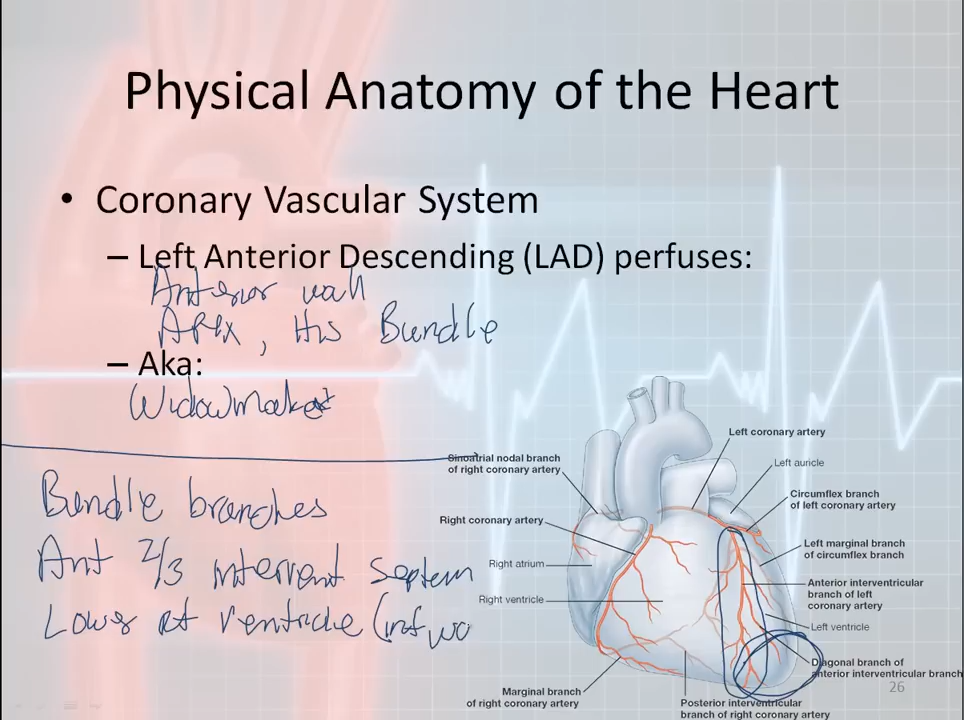 Physical Anatomy of the Heart
• Coronary Vascular System
– Left Anterior Descending (LAD) perfuses:
Anterior wall
Apex, His Bundle
– Aka:
Widowmaker
Bundle branches
Ant 2/3 intervent septem
Lower rt ventricle (inf wa
Left coronary artery
Sinoatrial nodal branch
of right coronary artery
Left auricle
Circumflex branch
of left coronary artery
Right coronary artery
Left marginal branch
of circumflex branch
Right atrium
Anterior interventricular
branch of left
coronary artery
Right ventricle
Left ventricle
Diagonal branch of
anterior interventricular branch
26
Marginal branch
of right coronary artery
Posterior interventricular
branch of right coronary artery